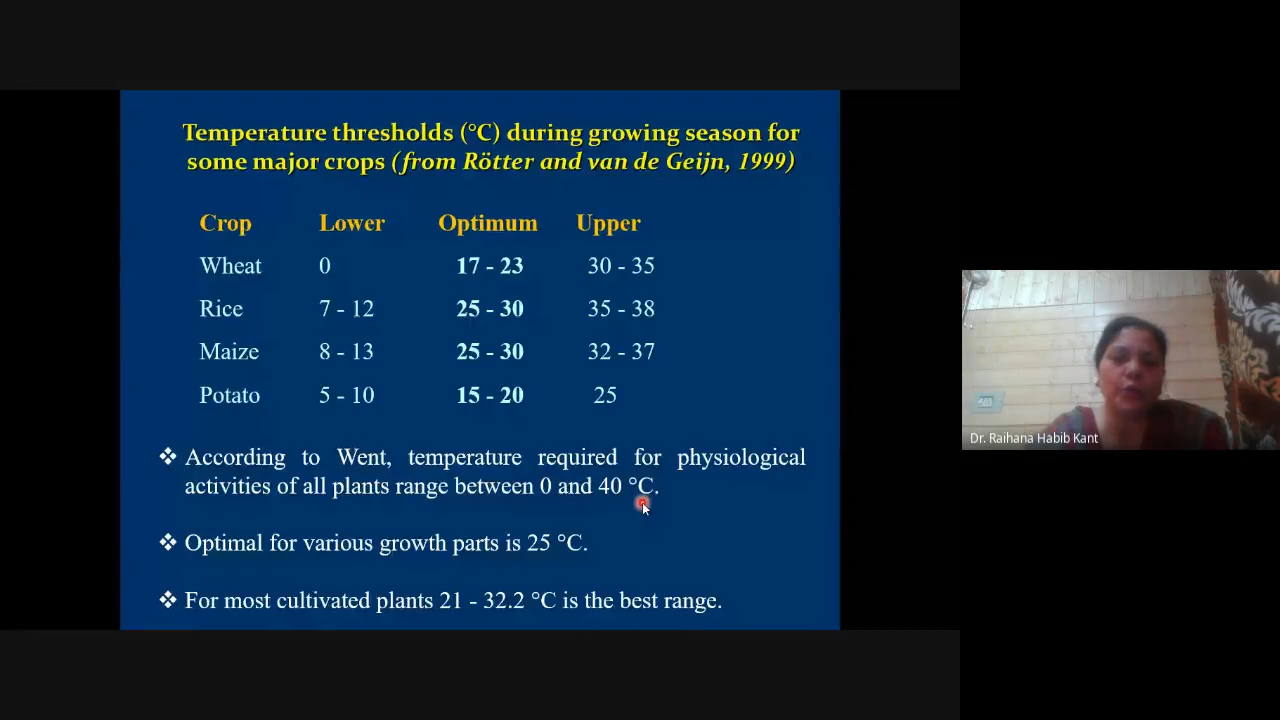 Temperature thresholds (°C) during growing season for
some major crops (from Rötter and van de Geijn, 1999)
Crop Lower Optimum Upper
Wheat 0 17 - 23 30 - 35
Rice 7 - 12 25 - 30 35 - 38
Maize 8 - 13 25 - 30 32 - 37
Potato 5 - 10 15 - 20 25
❖ According to Went, temperature required for physiological
activities of all plants range between 0 and 40 °C.
❖ Optimal for various growth parts is 25 °C.
❖ For most cultivated plants 21 - 32.2 °C is the best range.
Dr. Raihana Habib Kant